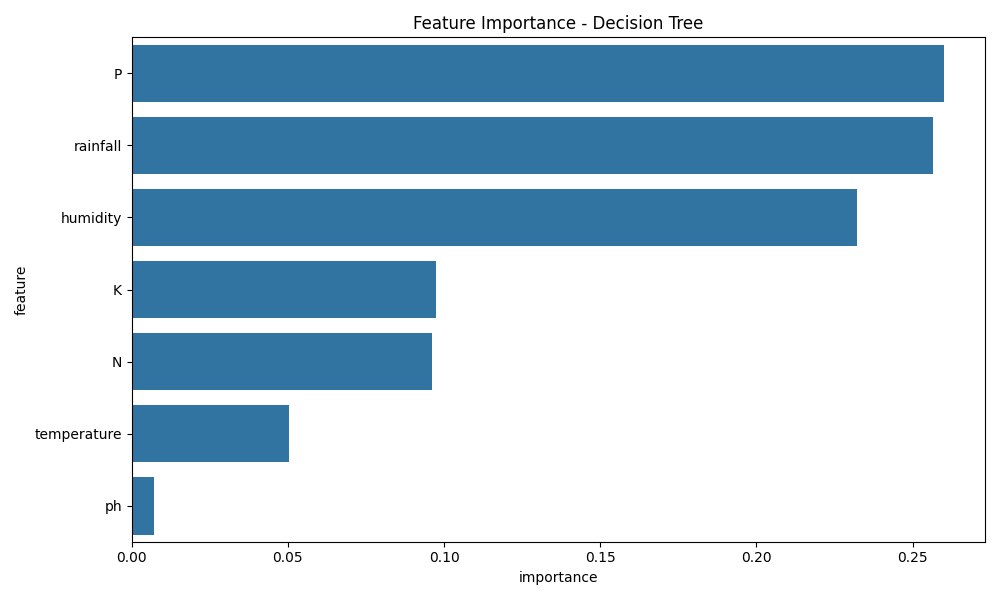 Feature Importance - Decision Tree
P
rainfall
humidity
K
N
temperature
ph
feature
0.00 0.05 0.10 0.15 0.20 0.25
importance